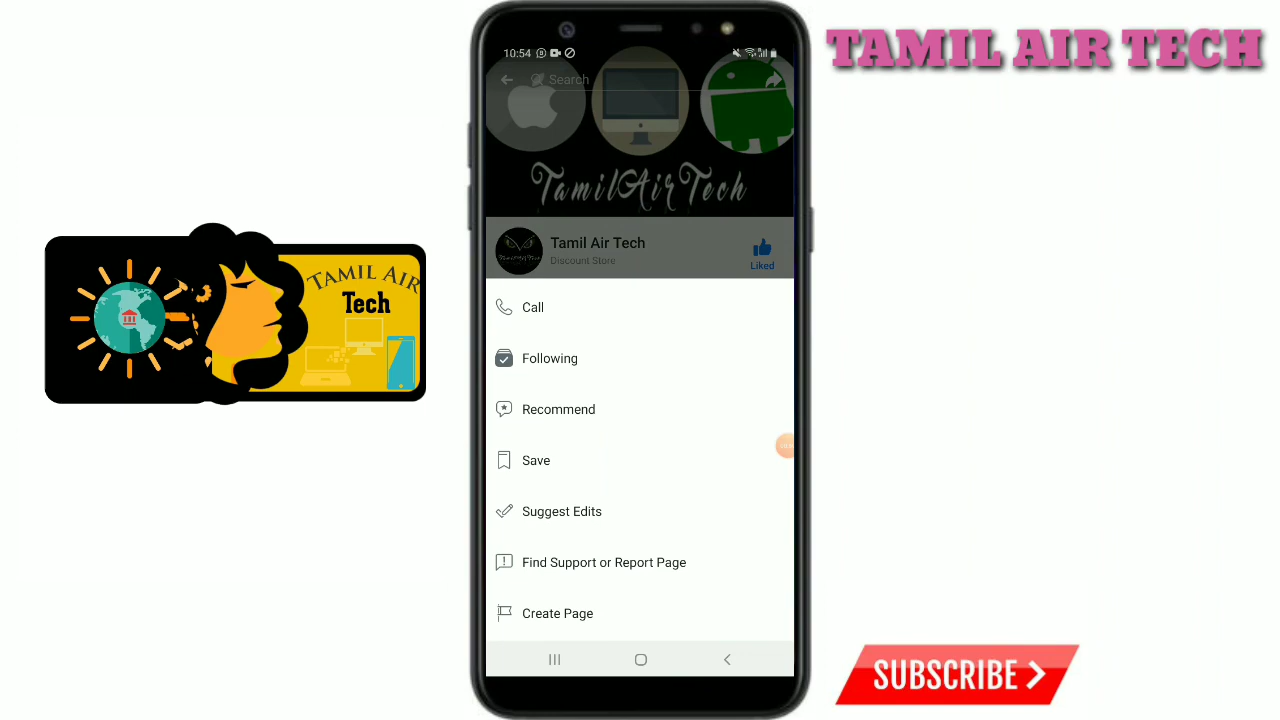 TAMIL AIR TECH
10:54
Search
TamilAirTech
Tamil Air Tech
Discount Store
Liked
Call
Following
Recommend
Save
Suggest Edits
Find Support or Report Page
Create Page
TAMIL AIR
Tech
SUBSCRIBE